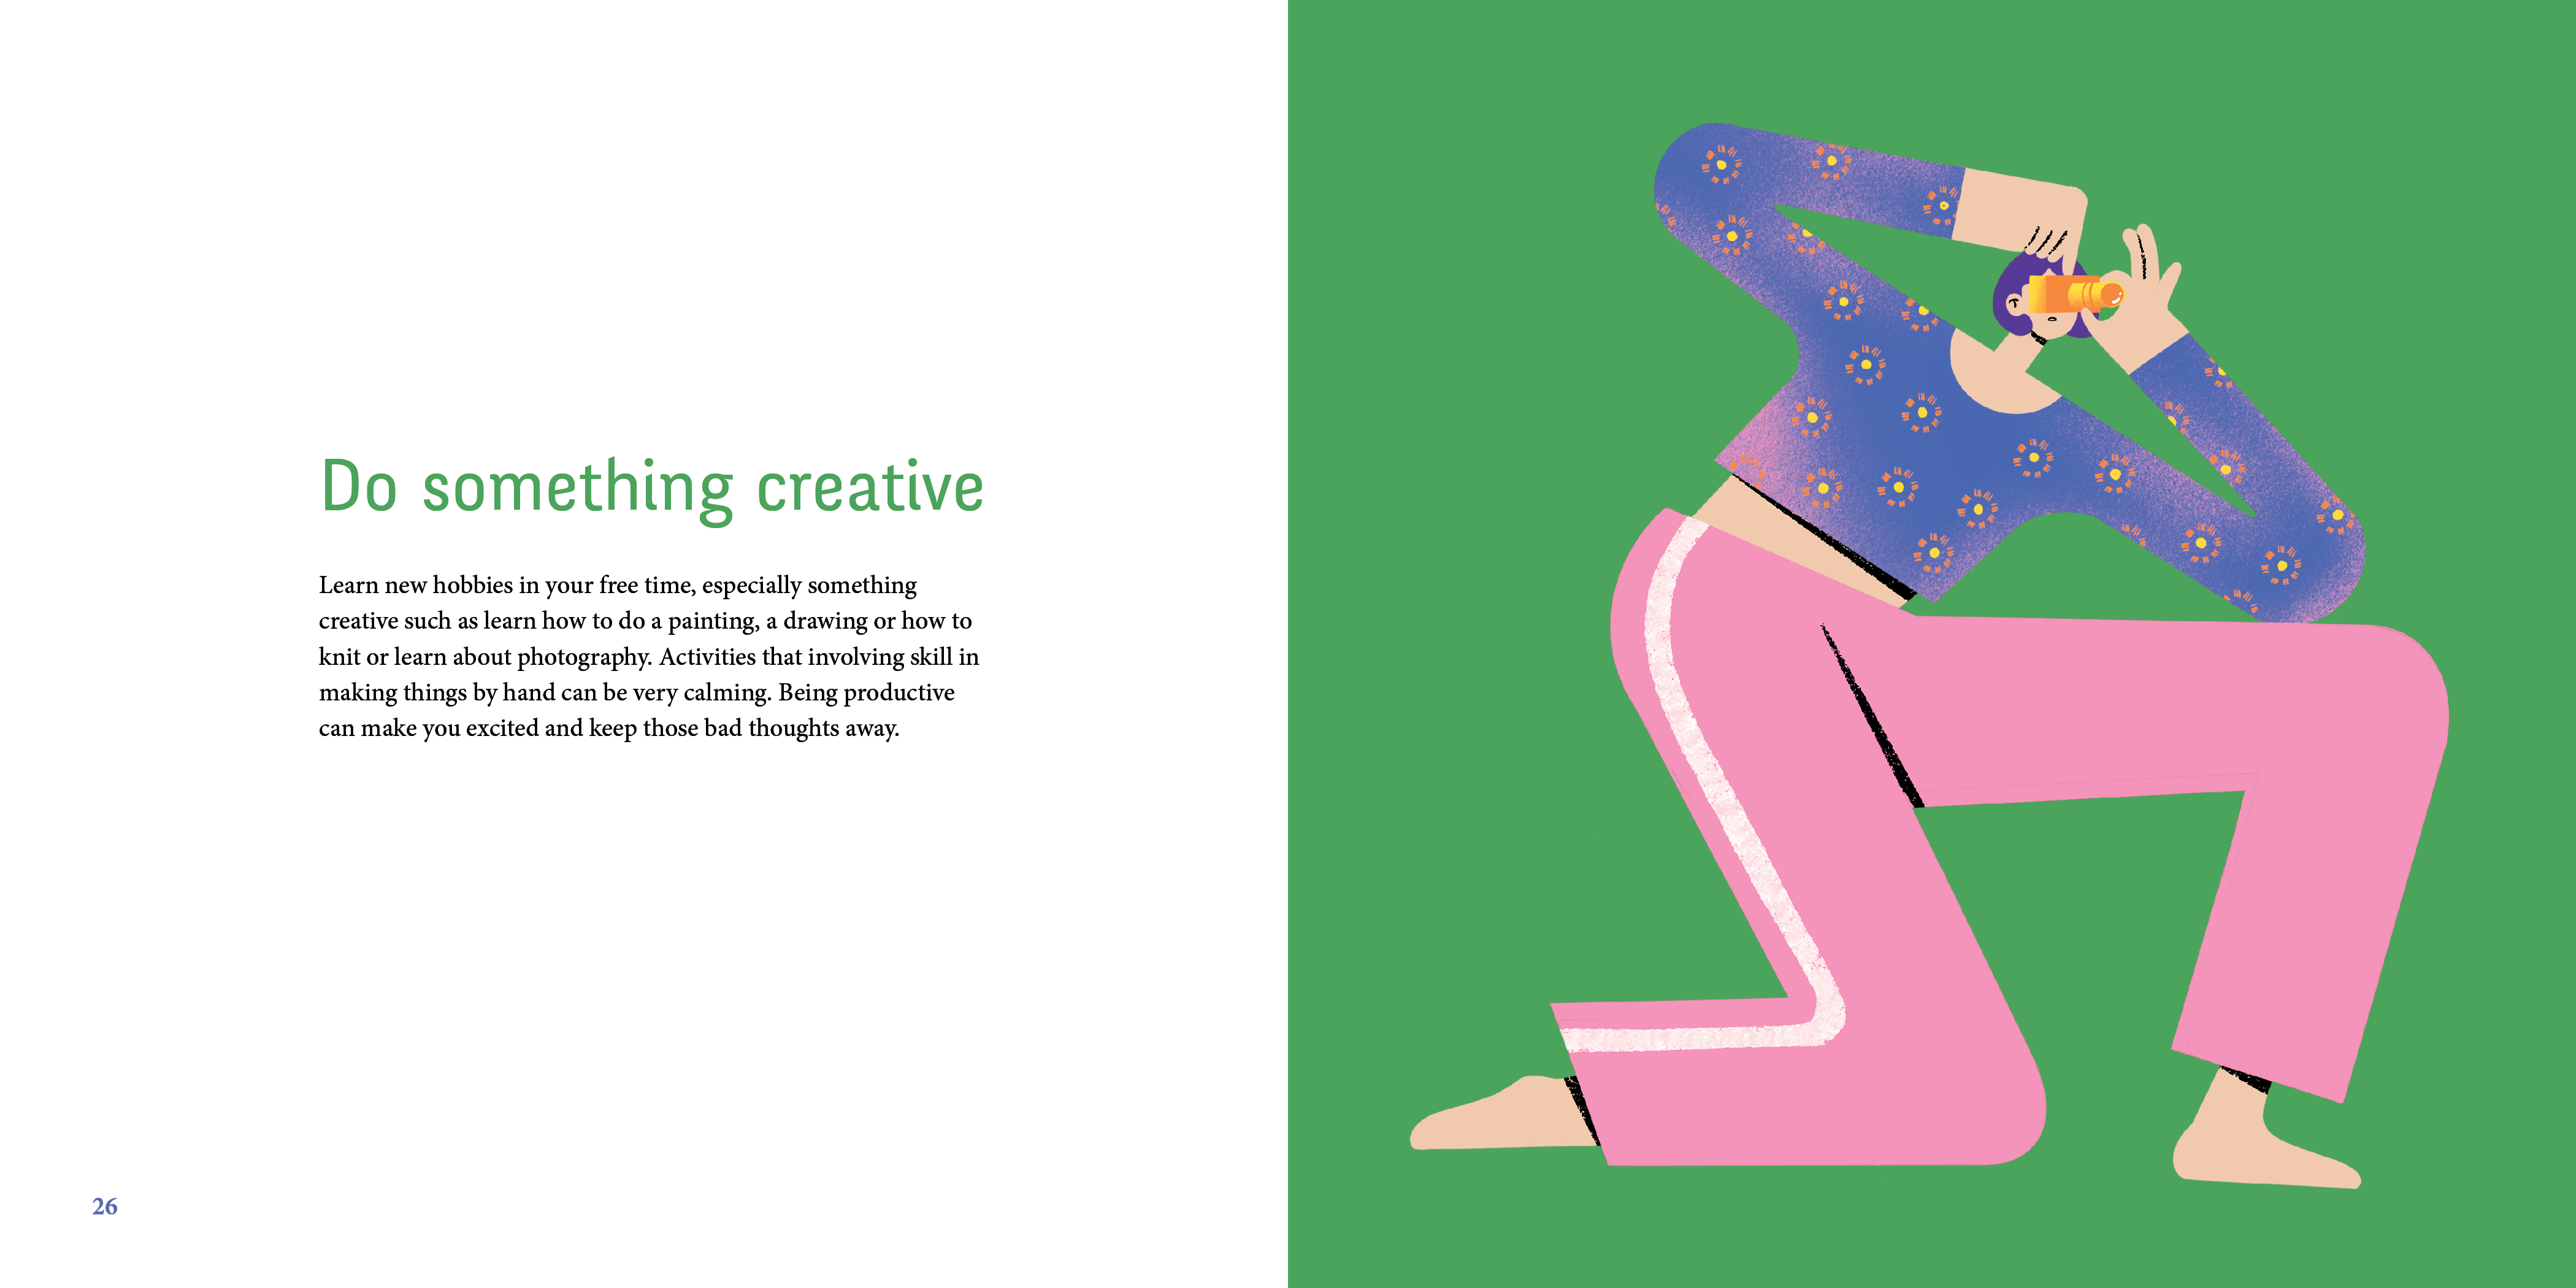 Do something creative
Learn new hobbies in your free time, especially something
creative such as learn how to do a painting, a drawing or how to
knit or learn about photography. Activities that involving skill in
making things by hand can be very calming. Being productive
can make you excited and keep those bad thoughts away.
26